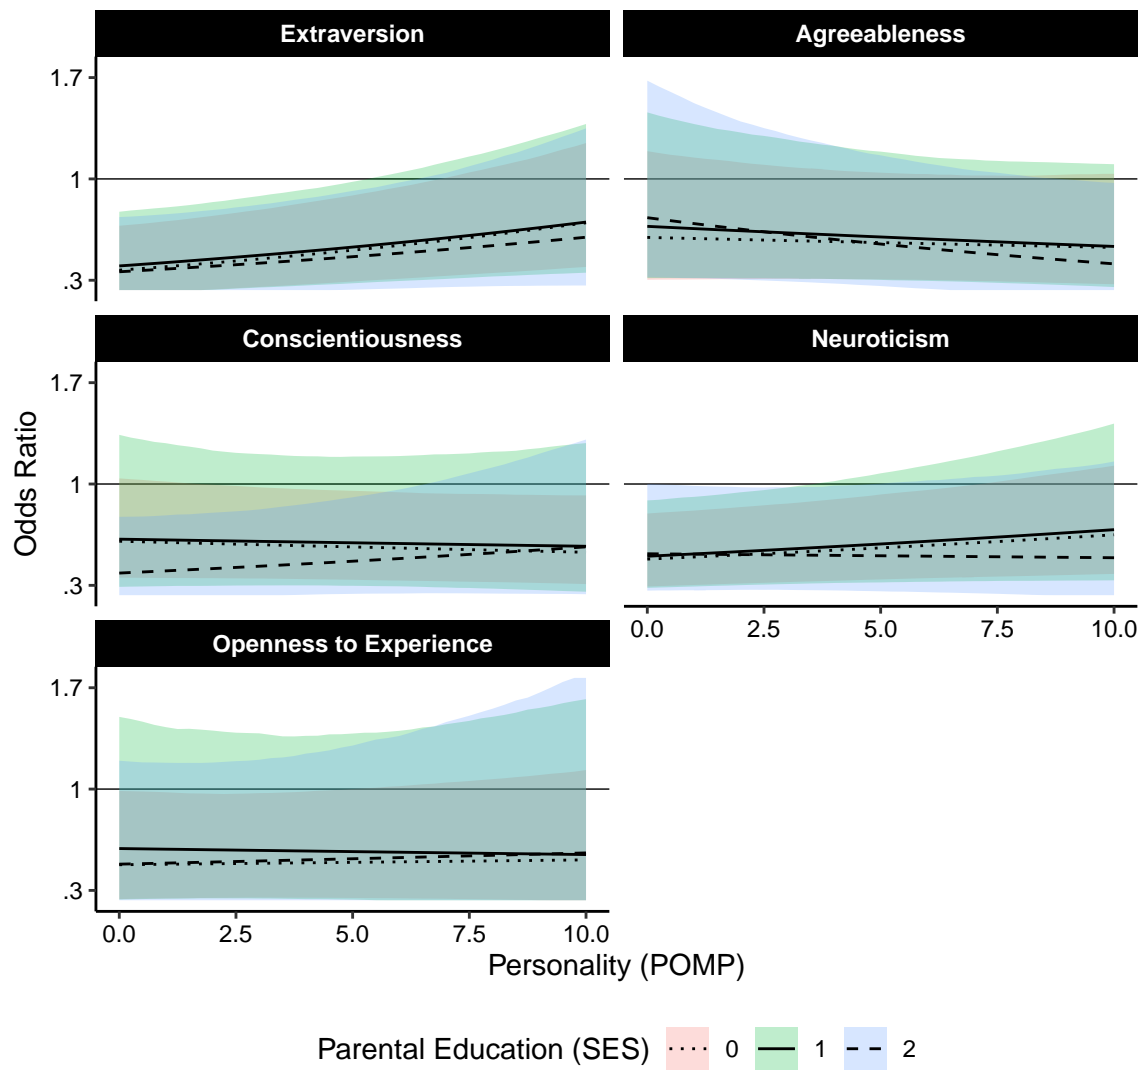 Extraversion
Agreeableness
1.7
1
.3
Conscientiousness
Neuroticism
1.7
1
.3
0.0 2.5 5.0 7.5 10.0
Openness to Experience
1.7
1
.3
0.0 2.5 5.0 7.5 10.0
Odds Ratio
Personality (POMP)
Parental Education (SES) 0 1 2